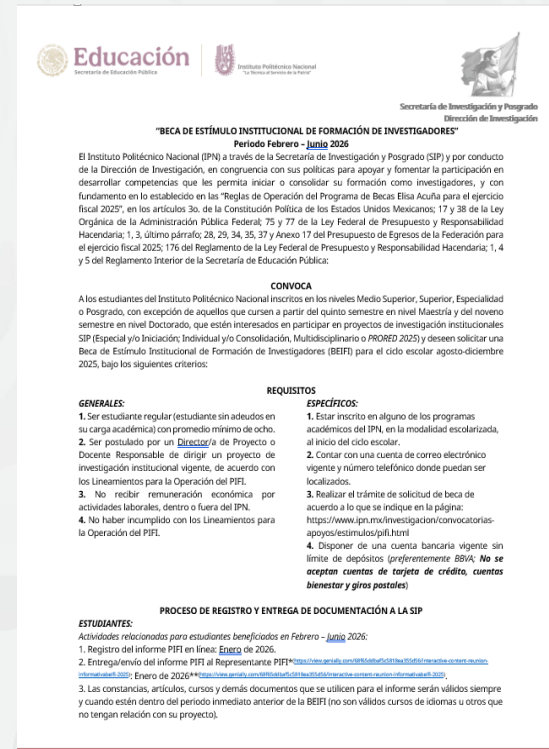 Educación
Secretaría de Educación Pública
Instituto Politécnico Nacional
"La Técnica al Servicio de la Patria"
Secretaría de Investigación y Posgrado
Dirección de Investigación
"BECA DE ESTÍMULO INSTITUCIONAL DE FORMACIÓN DE INVESTIGADORES"
Periodo Febrero – Junio 2026
El Instituto Politécnico Nacional (IPN) a través de la Secretaría de Investigación y Posgrado (SIP) y por conducto
de la Dirección de Investigación, en congruencia con sus políticas para apoyar y fomentar la participación en
desarrollar competencias que les permita iniciar o consolidar su formación como investigadores, y con
fundamento en lo establecido en las "Reglas de Operación del Programa de Becas Elisa Acuña para el ejercicio
fiscal 2025", en los artículos 3o. de la Constitución Política de los Estados Unidos Mexicanos; 17 y 38 de la Ley
Orgánica de la Administración Pública Federal; 75 y 77 de la Ley Federal de Presupuesto y Responsabilidad
Hacendaria; 1, 3, último párrafo; 28, 29, 34, 35, 37 y Anexo 17 del Presupuesto de Egresos de la Federación para
el ejercicio fiscal 2025; 176 del Reglamento de la Ley Federal de Presupuesto y Responsabilidad Hacendaria; 1, 4
y 5 del Reglamento Interior de la Secretaría de Educación Pública:
CONVOCA
A los estudiantes del Instituto Politécnico Nacional inscritos en los niveles Medio Superior, Superior, Especialidad
o Posgrado, con excepción de aquellos que cursen a partir del quinto semestre en nivel Maestría y del noveno
semestre en nivel Doctorado, que estén interesados en participar en proyectos de investigación institucionales
SIP (Especial y/o Iniciación; Individual y/o Consolidación, Multidisciplinario o PRORED 2025) y deseen solicitar una
Beca de Estímulo Institucional de Formación de Investigadores (BEIFI) para el ciclo escolar agosto-diciembre
2025, bajo los siguientes criterios:
REQUISITOS
GENERALES:
1. Ser estudiante regular (estudiante sin adeudos en
su carga académica) con promedio mínimo de ocho.
2. Ser postulado por un Director/a de Proyecto o
Docente Responsable de dirigir un proyecto de
investigación institucional vigente, de acuerdo con
los Lineamientos para la Operación del PIFI.
3. No recibir remuneración económica por
actividades laborales, dentro o fuera del IPN.
4. No haber incumplido con los Lineamientos para
la Operación del PIFI.
ESPECÍFICOS:
1. Estar inscrito en alguno de los programas
académicos del IPN, en la modalidad escolarizada,
al inicio del ciclo escolar.
2. Contar con una cuenta de correo electrónico
vigente y número telefónico donde puedan ser
localizados.
3. Realizar el trámite de solicitud de beca de
acuerdo a lo que se indique en la página:
https://www.ipn.mx/investigacion/convocatorias-
apoyos/estimulos/pifi.html
4. Disponer de una cuenta bancaria vigente sin
límite de depósitos (preferentemente BBVA; No se
aceptan cuentas de tarjeta de crédito, cuentas
bienestar y giros postales)
PROCESO DE REGISTRO Y ENTREGA DE DOCUMENTACIÓN A LA SIP
ESTUDIANTES:
Actividades relacionadas para estudiantes beneficiados en Febrero – Junio 2026:
1. Registro del informe PIFI en línea: Enero de 2026.
2. Entrega/envío del informe PIFI al Representante PIFI*
Enero de 2026**
3. Las constancias, artículos, cursos y demás documentos que se utilicen para el informe serán válidos siempre
y cuando estén dentro del periodo inmediato anterior de la BEIFI (no son válidos cursos de idiomas u otros que
no tengan relación con su proyecto).